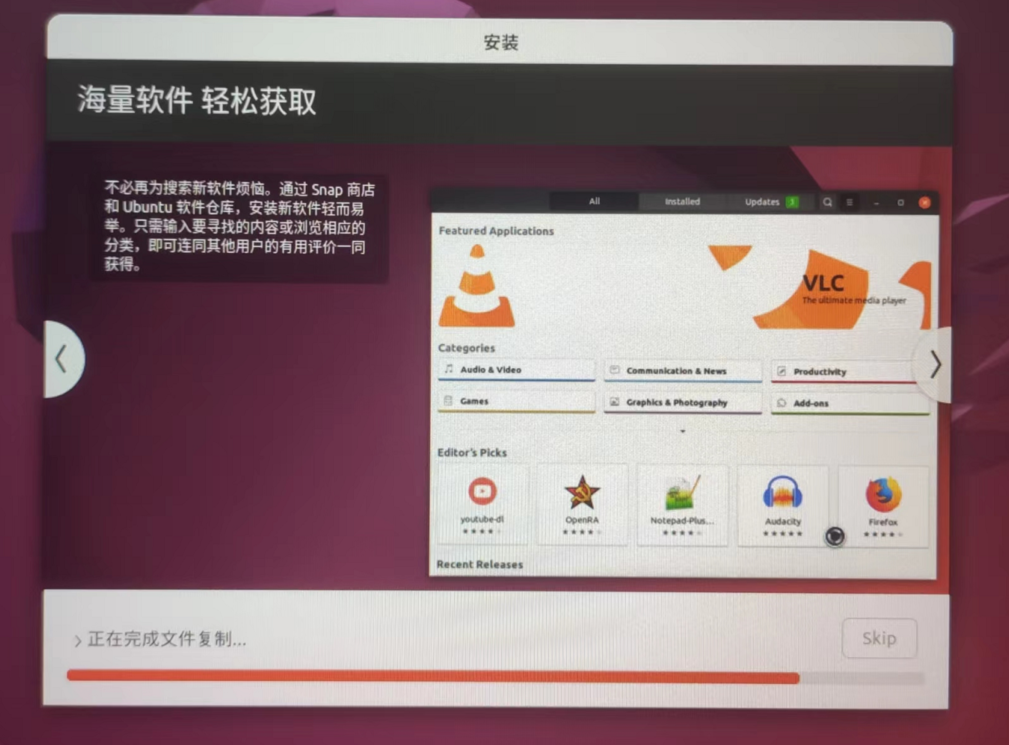 安装
海量软件 轻松获取
不必再为搜索新软件烦恼。通过 Snap 商店
和 Ubuntu 软件仓库，安装新软件轻而易
举。只需输入要寻找的内容或浏览相应的
分类，即可连同其他用户的有用评价一同
获得。
All Installed Updates 3
Featured Applications
VLC
The ultimate media player
Categories
Audio & Video Communication & News Productivity
Games Graphics & Photography Add-ons
Editor's Picks
youtube-dl OpenRA Notepad-Plus... Audacity Firefox
Recent Releases
正在完成文件复制...
Skip